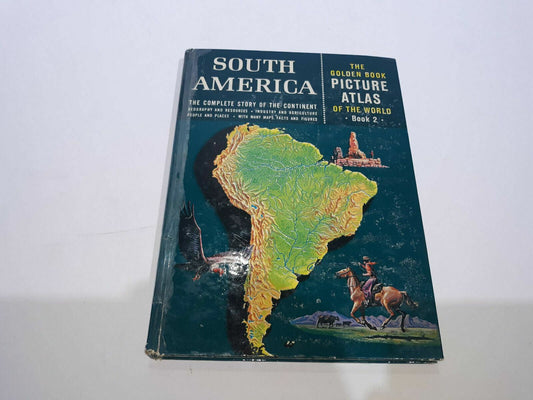 SOUTH
AMERICA
THE COMPLETE STORY OF THE CONTINENT
GEOGRAPHY AND RESOURCES • INDUSTRY AND AGRICULTURE
PEOPLE AND PLACES • WITH MANY MAPS, FACTS AND FIGURES
THE
GOLDEN BOOK
PICTURE
ATLAS
OF THE WORLD
• Book 2 •